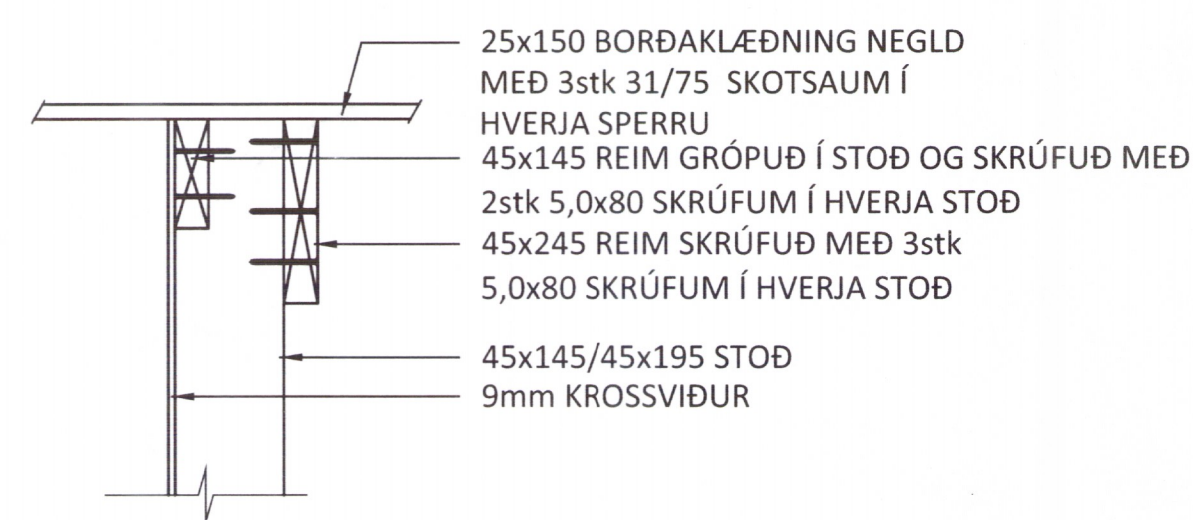 25x150 BORÐAKLÆÐNING NEGLD
MEÐ 3stk 31/75 SKOTSAUM Í
HVERJA SPERRU
45x145 REIM GRÓPUÐ Í STOÐ OG SKRÚFUÐ MEÐ
2stk 5,0x80 SKRÚFUM Í HVERJA STOÐ
45x245 REIM SKRÚFUÐ MEÐ 3stk
5,0x80 SKRÚFUM Í HVERJA STOÐ
45x145/45x195 STOÐ
9mm KROSSVIÐUR